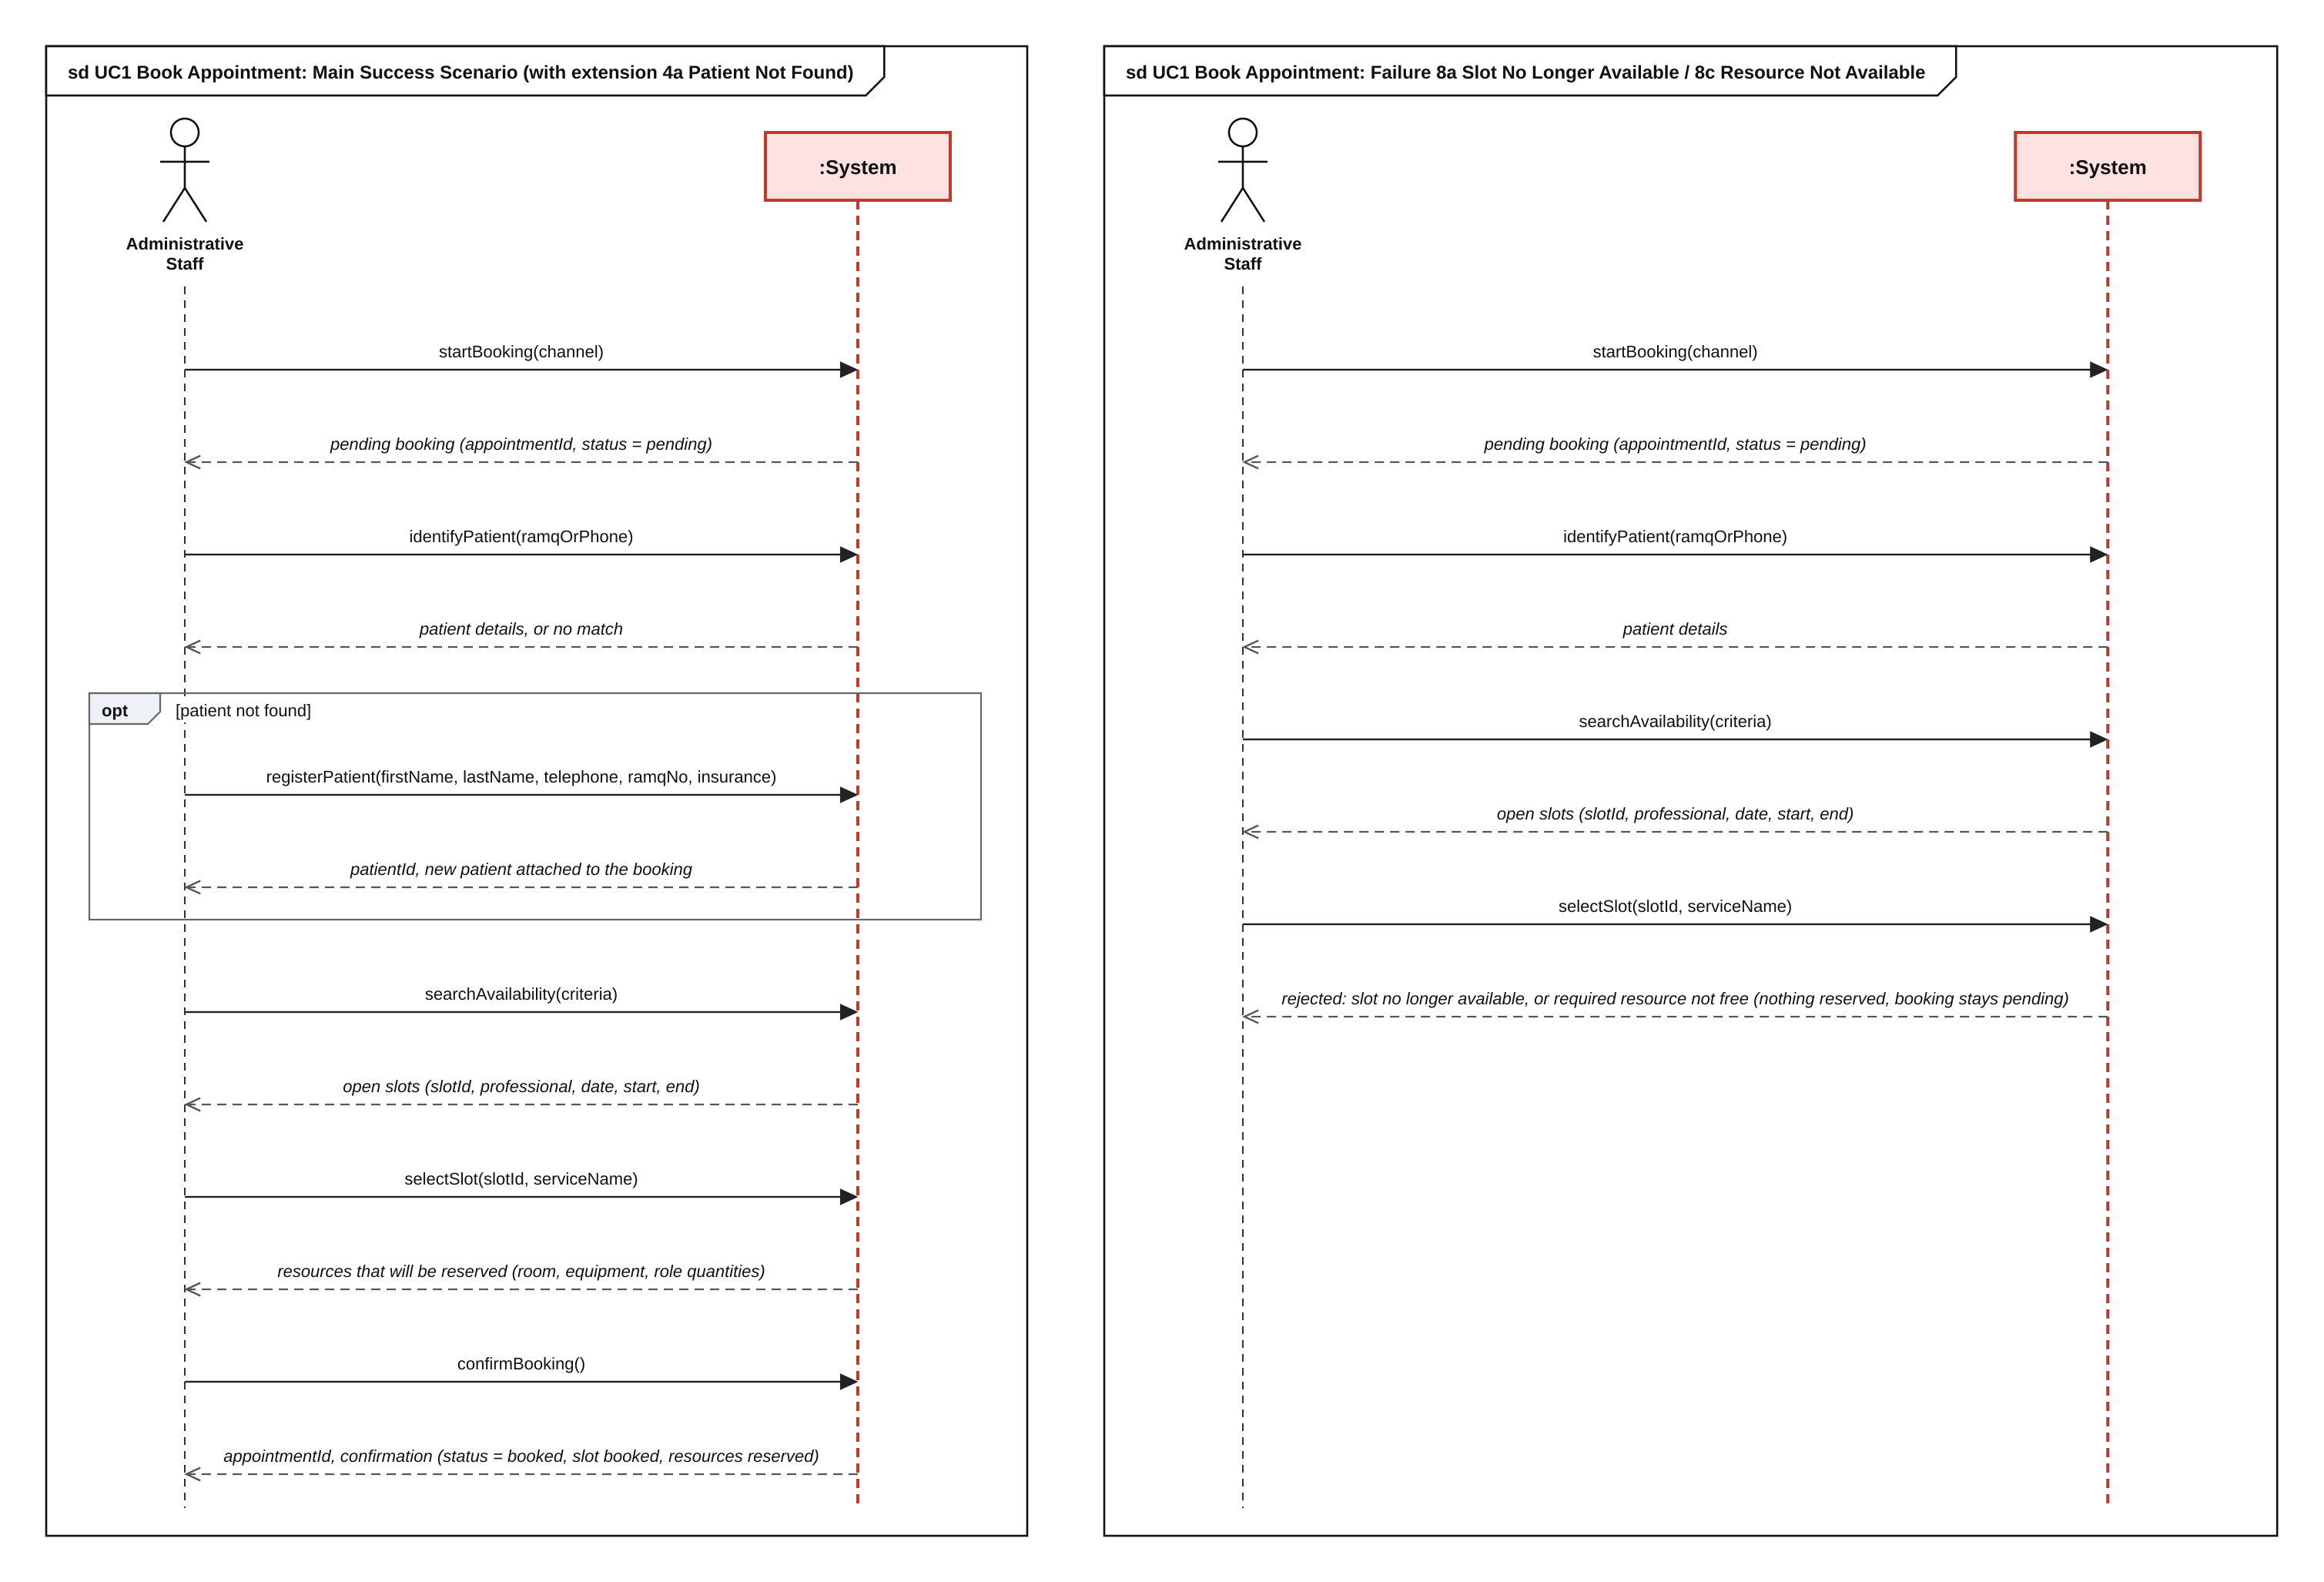 sd UC1 Book Appointment: Main Success Scenario (with extension 4a Patient Not Found)
:System
Administrative
Staff
startBooking(channel)
pending booking (appointmentId, status = pending)
identifyPatient(ramqOrPhone)
patient details, or no match
opt
[patient not found]
registerPatient(firstName, lastName, telephone, ramqNo, insurance)
patientId, new patient attached to the booking
searchAvailability(criteria)
open slots (slotId, professional, date, start, end)
selectSlot(slotId, serviceName)
resources that will be reserved (room, equipment, role quantities)
confirmBooking()
appointmentId, confirmation (status = booked, slot booked, resources reserved)
sd UC1 Book Appointment: Failure 8a Slot No Longer Available / 8c Resource Not Available
:System
Administrative
Staff
startBooking(channel)
pending booking (appointmentId, status = pending)
identifyPatient(ramqOrPhone)
patient details
searchAvailability(criteria)
open slots (slotId, professional, date, start, end)
selectSlot(slotId, serviceName)
rejected: slot no longer available, or required resource not free (nothing reserved, booking stays pending)